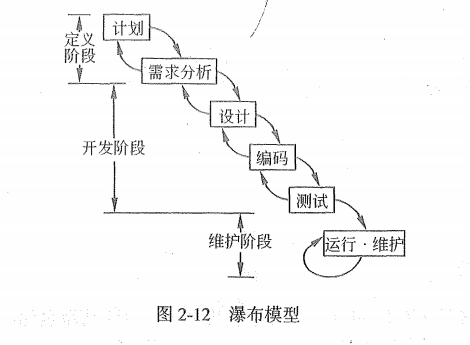 计划
定义
阶段
需求分析
设计
开发阶段
编码
测试
维护阶段
运行·维护
图 2-12 瀑布模型